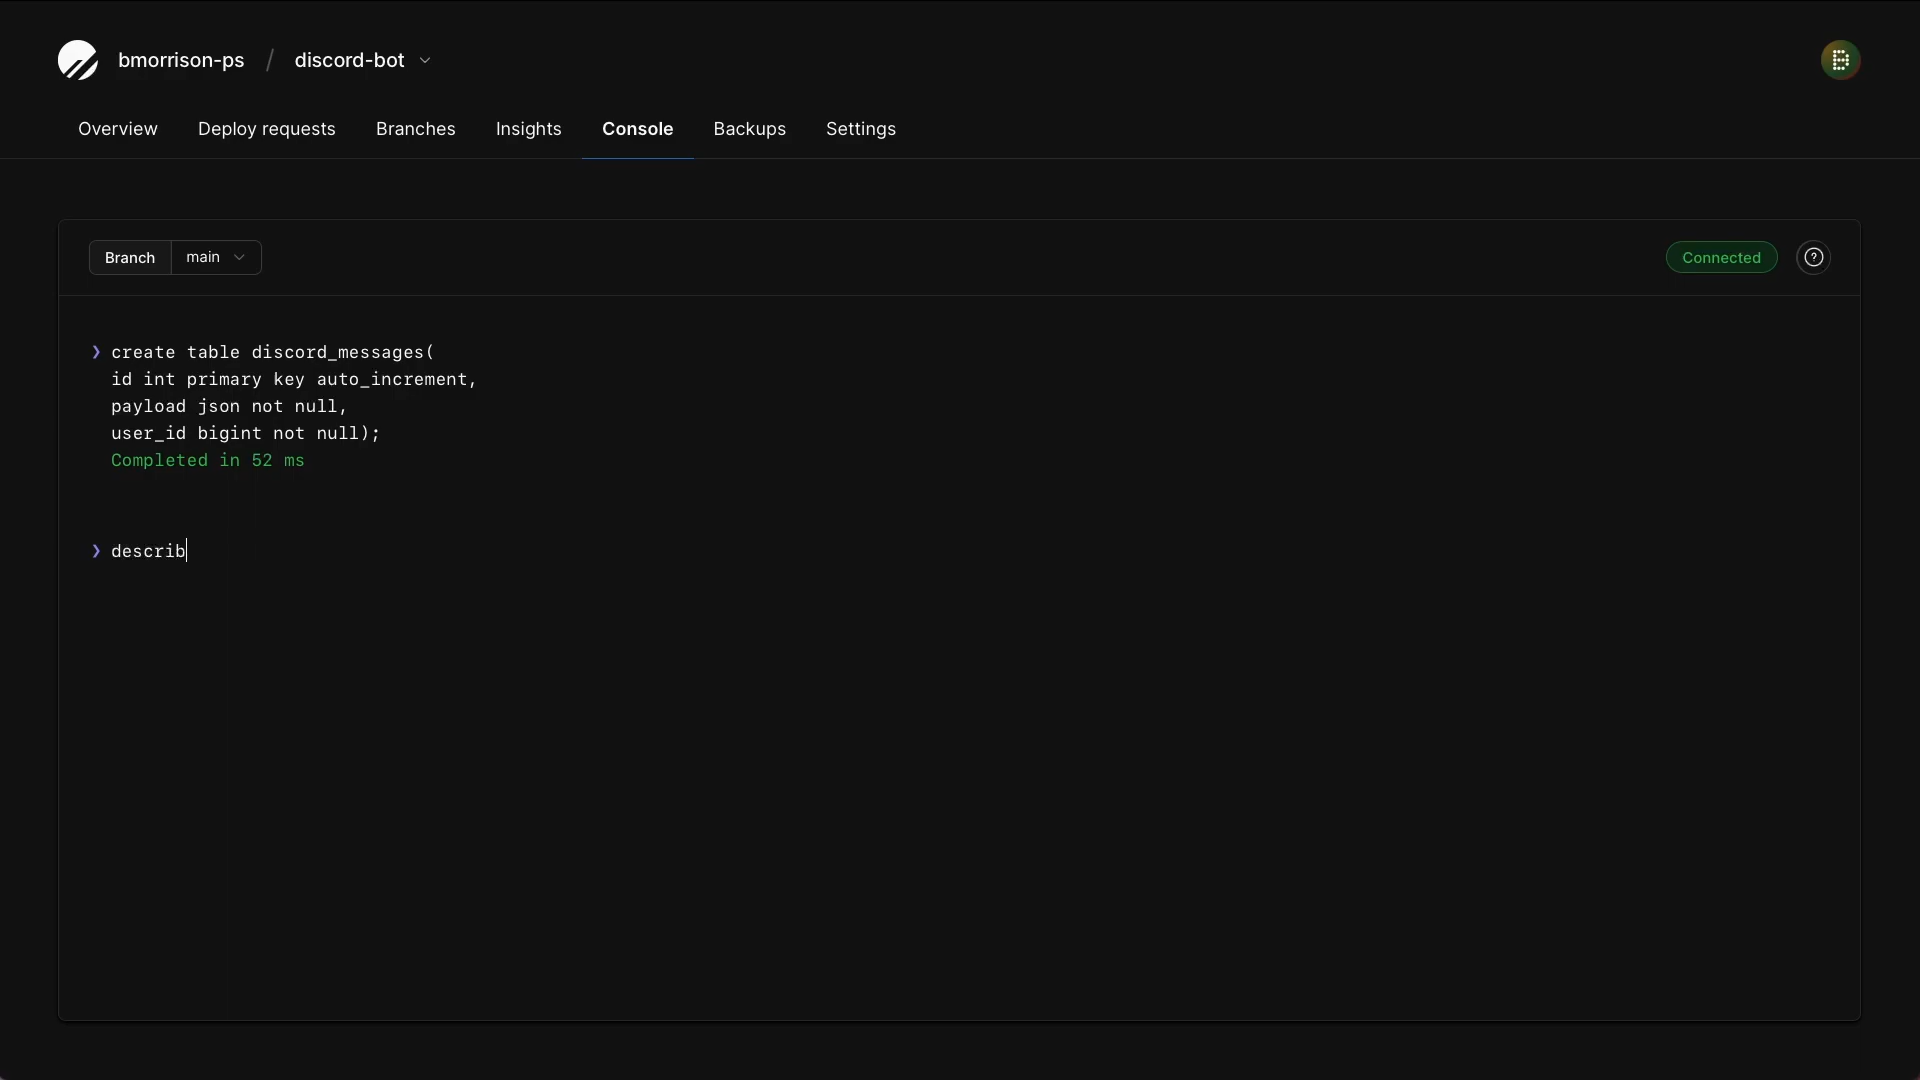 bmorrison-ps / discord-bot
B
Overview Deploy requests Branches Insights Console Backups Settings
Branch main Connected ?
❯ create table discord_messages(
id int primary key auto_increment,
payload json not null,
user_id bigint not null);
Completed in 52 ms
❯ describ